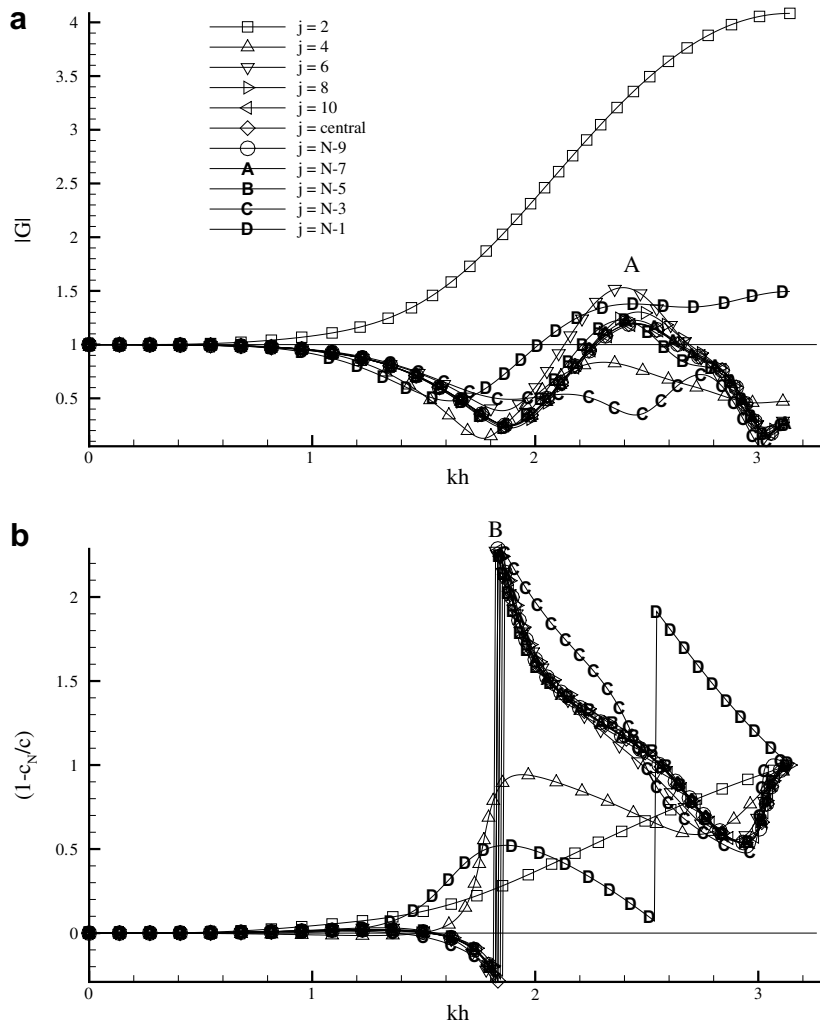 a
4
3.5
3
2.5
2
1.5
1
0.5
|G|
j = 2
j = 4
j = 6
j = 8
j = 10
j = central
j = N-9
A j = N-7
B j = N-5
C j = N-3
D j = N-1
A
0 1 2 3
kh
b
B
2
1.5
1
0.5
0
(1-c_N/c)
0 1 2 3
kh